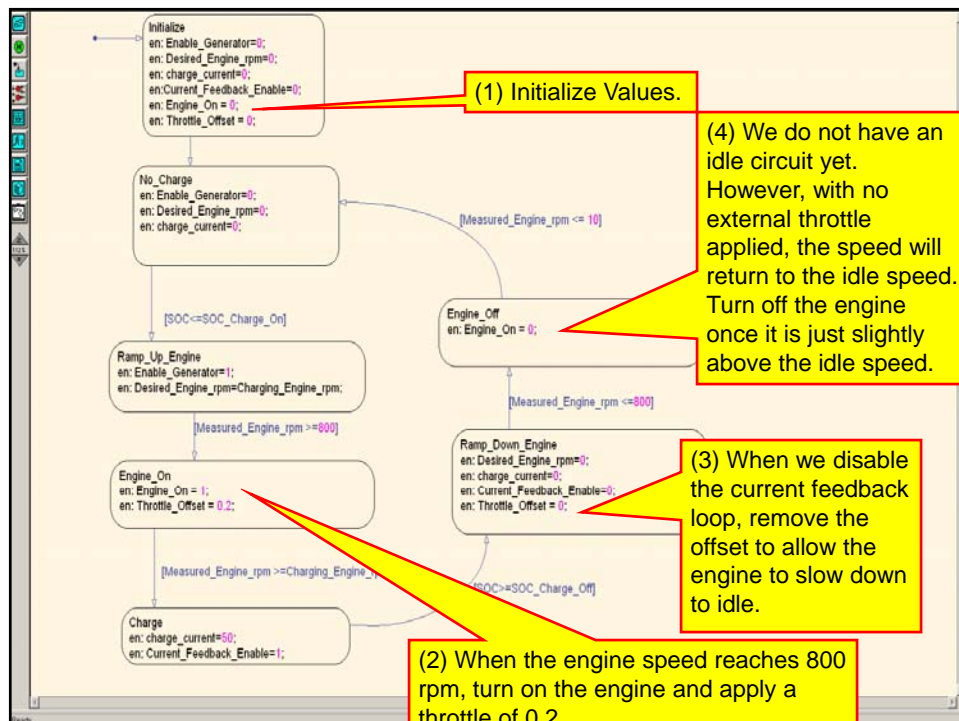 Initialize
en: Enable_Generator=0;
en: Desired_Engine_rpm=0;
en: charge_current=0;
en:Current_Feedback_Enable=0;
en: Engine_On = 0;
en: Throttle_Offset = 0;
(1) Initialize Values.
(4) We do not have an
idle circuit yet.
However, with no
external throttle
applied, the speed will
return to the idle speed.
Turn off the engine
once it is just slightly
above the idle speed.
No_Charge
en: Enable_Generator=0;
en: Desired_Engine_rpm=0;
en: charge_current=0;
[Measured_Engine_rpm <= 10]
[SOC<=SOC_Charge_On]
Engine_Off
en: Engine_On = 0;
Ramp_Up_Engine
en: Enable_Generator=1;
en: Desired_Engine_rpm=Charging_Engine_rpm;
[Measured_Engine_rpm <=800]
[Measured_Engine_rpm >=800]
Ramp_Down_Engine
en: Desired_Engine_rpm=0;
en: charge_current=0;
en: Current_Feedback_Enable=0;
en: Throttle_Offset = 0;
(3) When we disable
the current feedback
loop, remove the
offset to allow the
engine to slow down
to idle.
Engine_On
en: Engine_On = 1;
en: Throttle_Offset = 0.2;
[Measured_Engine_rpm >=Charging_Engine_
[SOC>=SOC_Charge_Off]
Charge
en: charge_current=50;
en: Current_Feedback_Enable=1;
(2) When the engine speed reaches 800
rpm, turn on the engine and apply a
throttle of 0.2